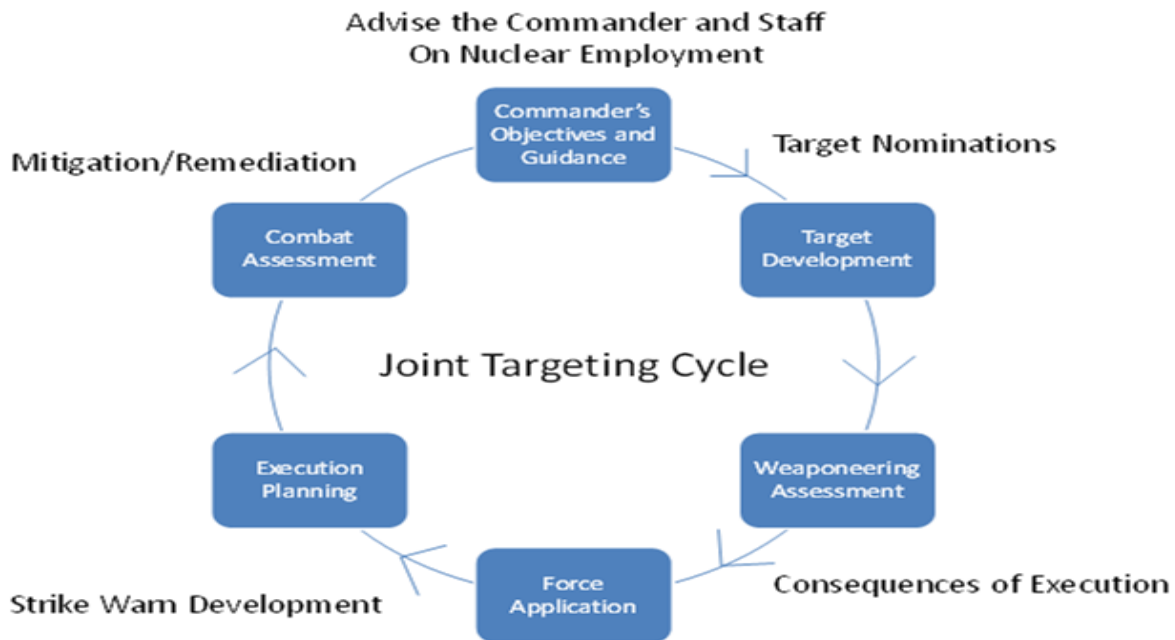 Advise the Commander and Staff
On Nuclear Employment
Commander's
Objectives and
Guidance
Target Nominations
Target
Development
Weaponeering
Assessment
Consequences of Execution
Force
Application
Strike Warn Development
Execution
Planning
Combat
Assessment
Mitigation/Remediation
Joint Targeting Cycle